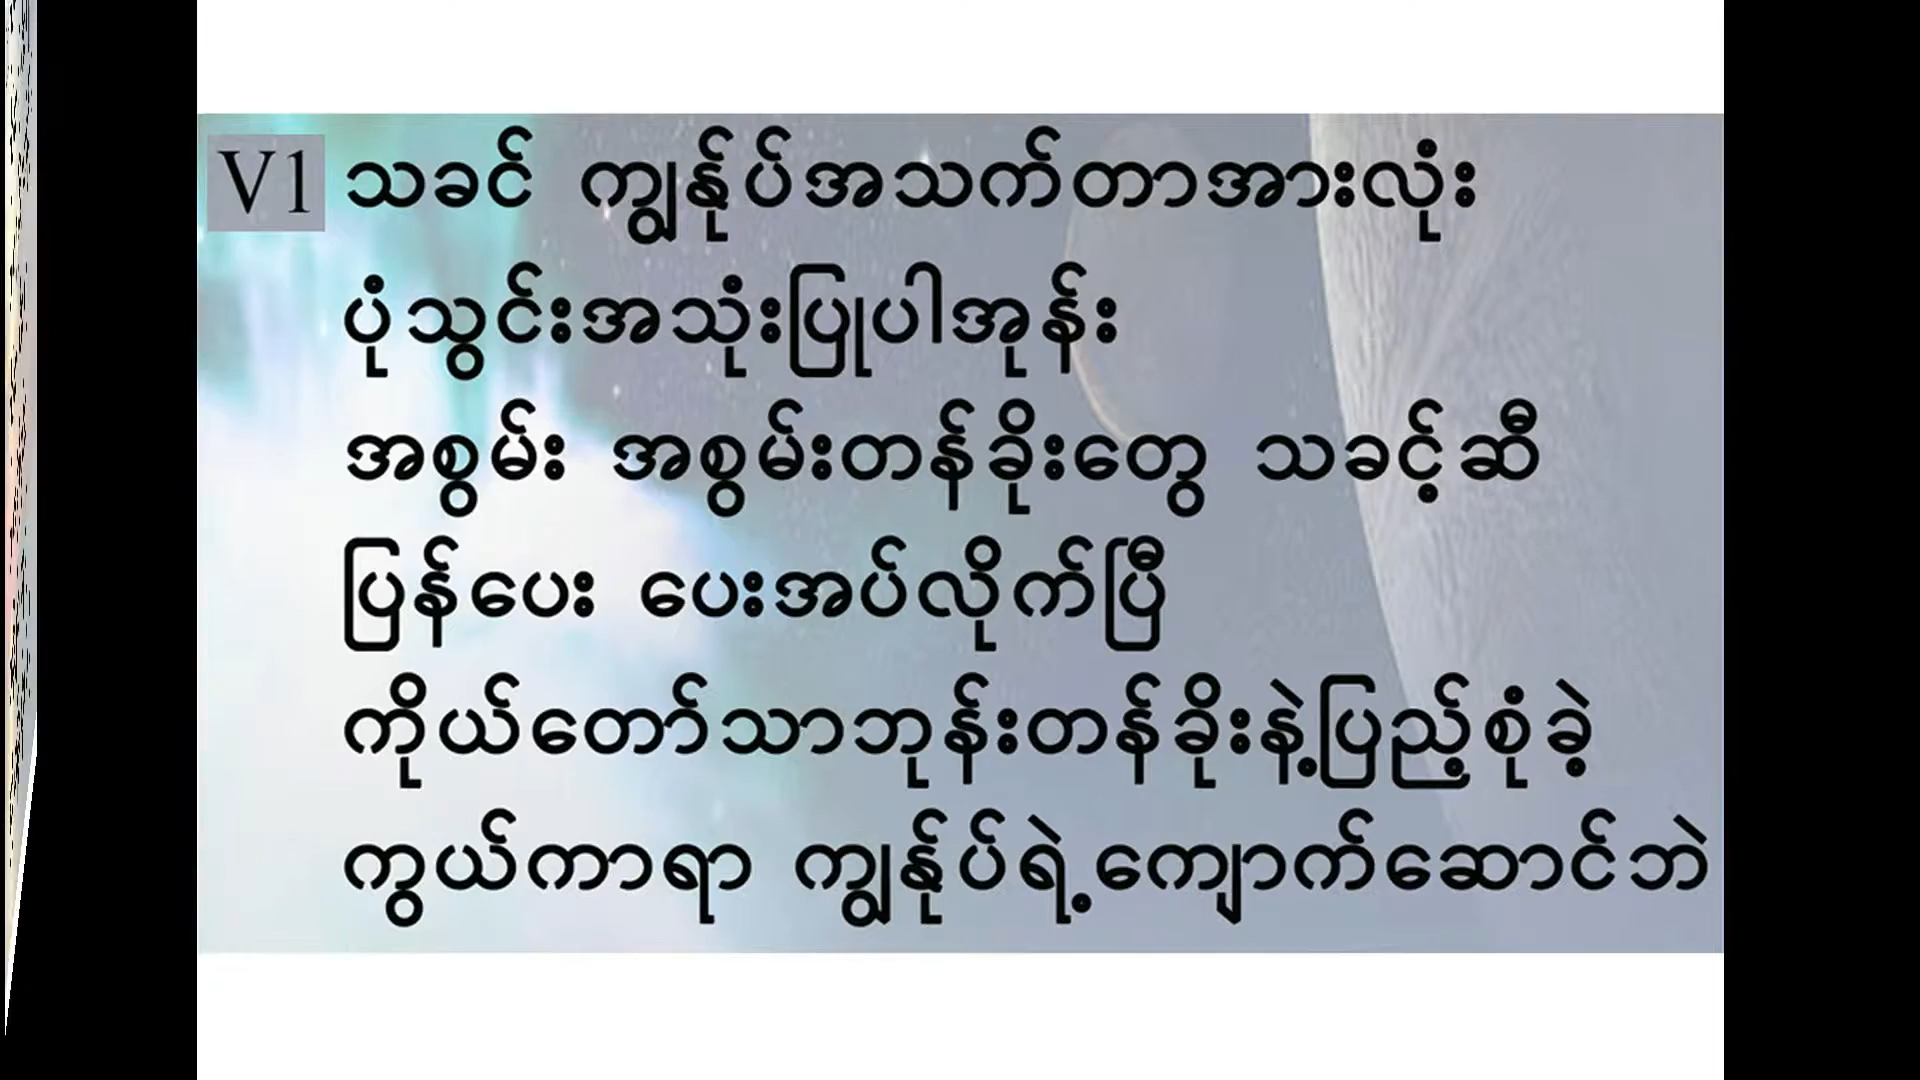 V1 သခင် ကျွန်ုပ်အသက်တာအားလုံး
ပုံသွင်းအသုံးပြုပါအုန်း
အစွမ်း အစွမ်းတန်ခိုးတွေ သခင့်ဆီ
ပြန်ပေး ပေးအပ်လိုက်ပြီ
ကိုယ်တော်သာဘုန်းတန်ခိုးနဲ့ပြည့်စုံခဲ့
ကွယ်ကာရာ ကျွန်ုပ်ရဲ့ကျောက်ဆောင်ဘဲ